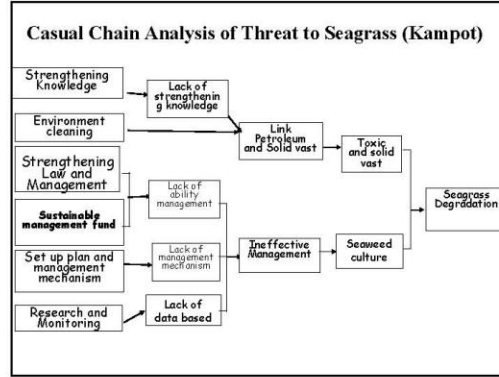 Casual Chain Analysis of Threat to Seagrass (Kampot)
Strengthening
Knowledge
Lack of
strengthenin
g knowledge
Environment
cleaning
Link
Petroleum
and Solid vast
Toxic
and solid
vast
Strengthening
Law and
Management
Sustainable
management fund
Lack of
ability
management
Seagrass
Degradation
Set up plan and
management
mechanism
Lack of
management
mechanism
Ineffective
Management
Seaweed
culture
Research and
Monitoring
Lack of
data based